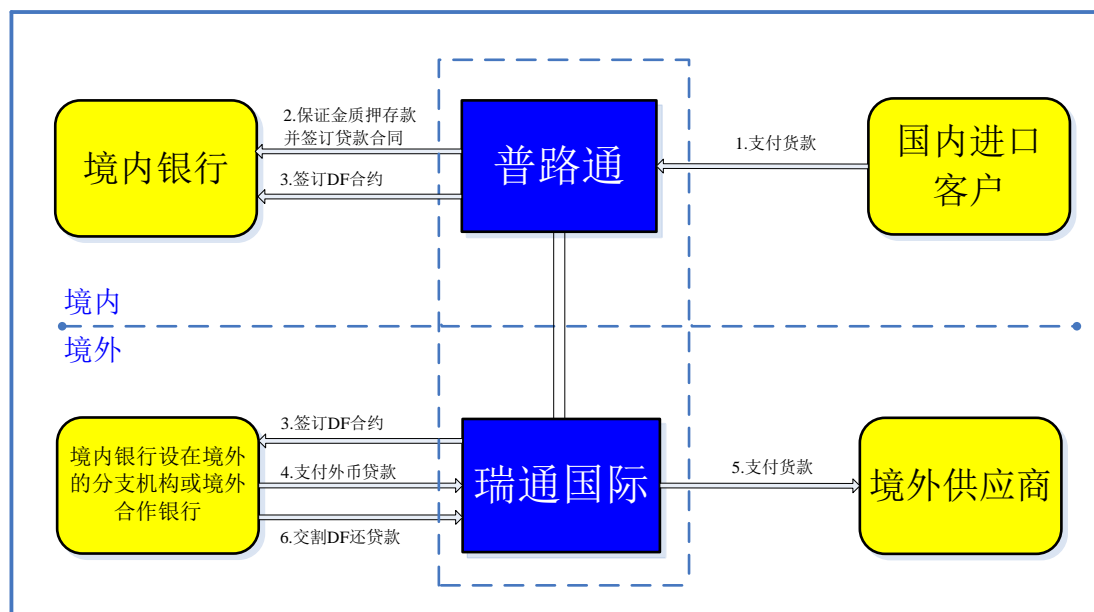 2.保证金质押存款
并签订贷款合同
境内银行
3.签订DF合约
普路通
1.支付货款
国内进口
客户
境内
境外
境内银行设在境外
的分支机构或境外
合作银行
3.签订DF合约
4.支付外币贷款
6.交割DF还贷款
瑞通国际
5.支付货款
境外供应商